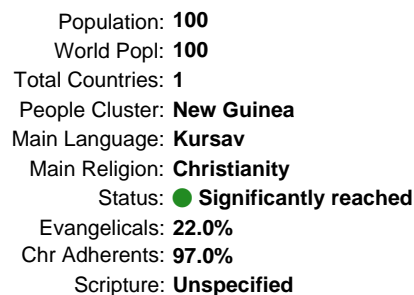 Population: 100
World Popl: 100
Total Countries: 1
People Cluster: New Guinea
Main Language: Kursav
Main Religion: Christianity
Status: Significantly reached
Evangelicals: 22.0%
Chr Adherents: 97.0%
Scripture: Unspecified